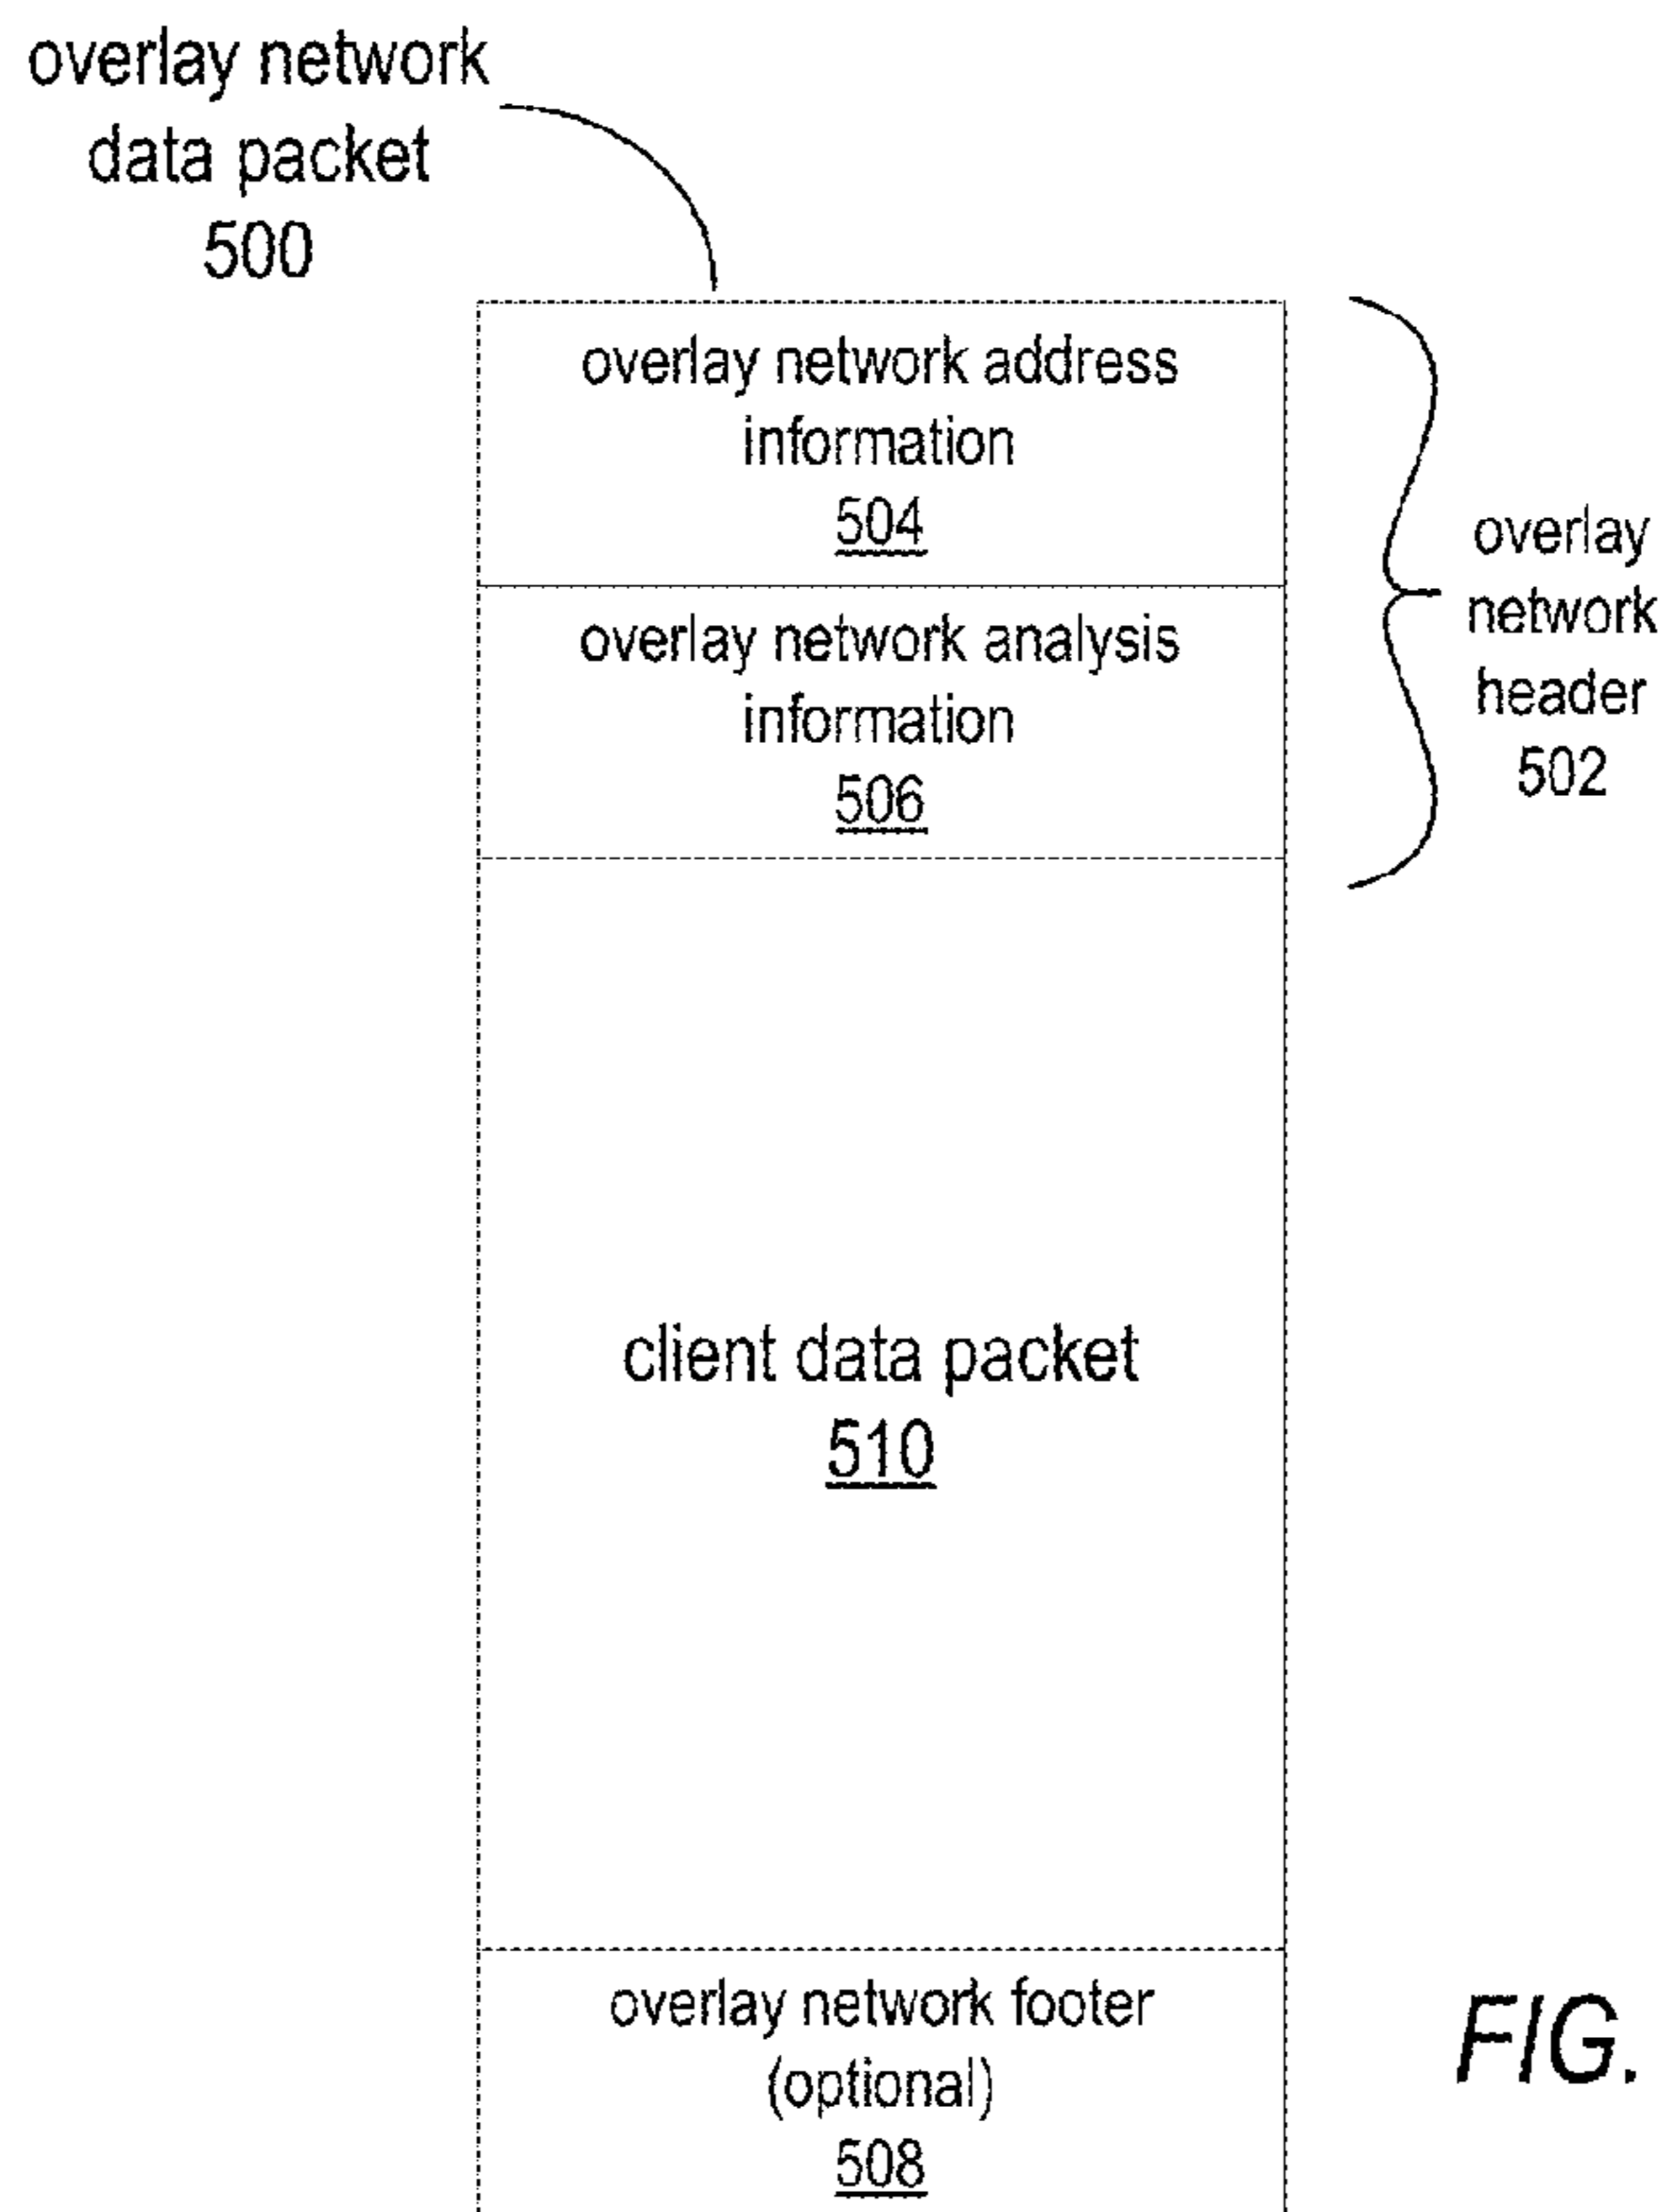 overlay network
data packet
500
overlay network address
information
504
overlay network analysis
information
506
overlay
network
header
502
client data packet
510
overlay network footer
(optional)
508
FIG.